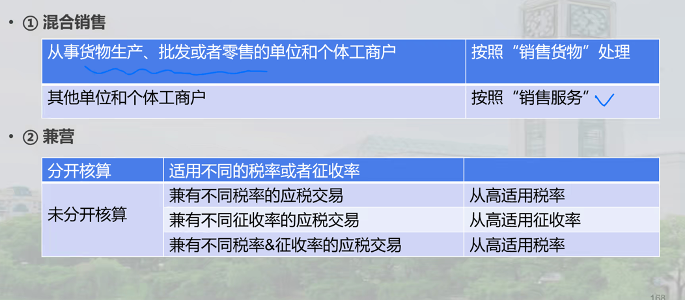 • ① 混合销售
从事货物生产、批发或者零售的单位和个体工商户 按照“销售货物”处理
其他单位和个体工商户 按照“销售服务”
• ② 兼营
分开核算 适用不同的税率或者征收率
未分开核算 兼有不同税率的应税交易 从高适用税率
兼有不同征收率的应税交易 从高适用征收率
兼有不同税率&征收率的应税交易 从高适用税率
168